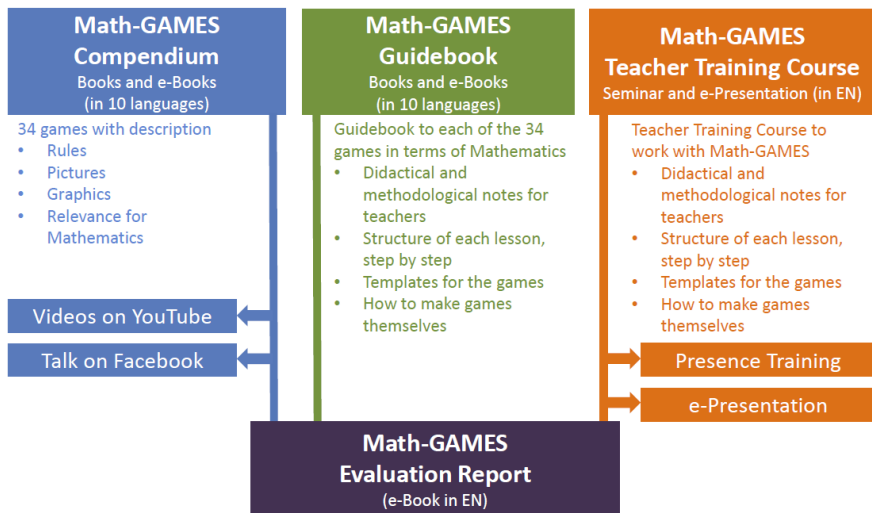 Math-GAMES
Compendium
Books and e-Books
(in 10 languages)
34 games with description
• Rules
• Pictures
• Graphics
• Relevance for
Mathematics
Videos on YouTube
Talk on Facebook
Math-GAMES
Guidebook
Books and e-Books
(in 10 languages)
Guidebook to each of the 34
games in terms of Mathematics
• Didactical and
methodological notes for
teachers
• Structure of each lesson,
step by step
• Templates for the games
• How to make games
themselves
Math-GAMES
Teacher Training Course
Seminar and e-Presentation (in EN)
Teacher Training Course to
work with Math-GAMES
• Didactical and
methodological notes for
teachers
• Structure of each lesson,
step by step
• Templates for the games
• How to make games
themselves
Presence Training
e-Presentation
Math-GAMES
Evaluation Report
(e-Book in EN)